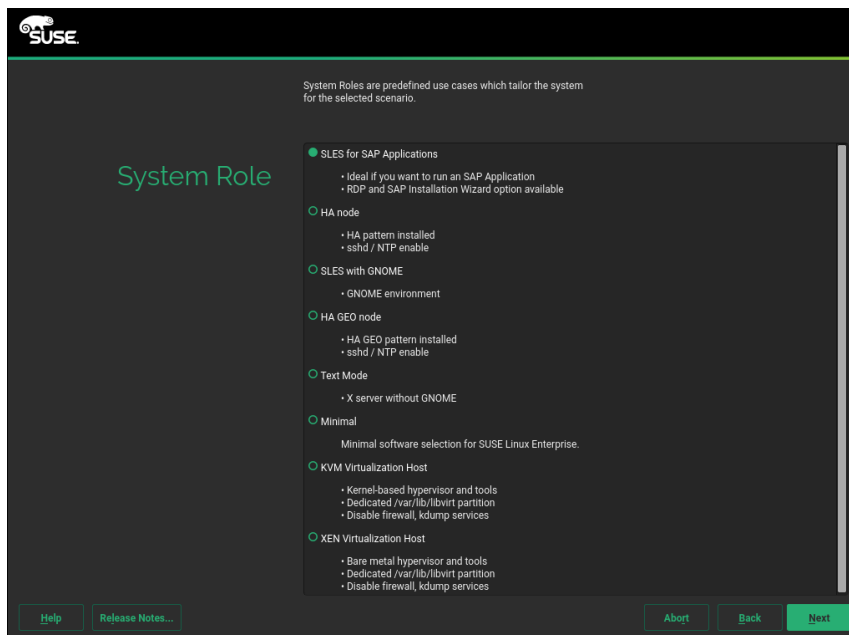 SUSE.
System Roles are predefined use cases which tailor the system
for the selected scenario.
System Role
SLES for SAP Applications
• Ideal if you want to run an SAP Application
• RDP and SAP Installation Wizard option available
HA node
• HA pattern installed
• sshd / NTP enable
SLES with GNOME
• GNOME environment
HA GEO node
• HA GEO pattern installed
• sshd / NTP enable
Text Mode
• X server without GNOME
Minimal
Minimal software selection for SUSE Linux Enterprise.
KVM Virtualization Host
• Kernel-based hypervisor and tools
• Dedicated /var/lib/libvirt partition
• Disable firewall, kdump services
XEN Virtualization Host
• Bare metal hypervisor and tools
• Dedicated /var/lib/libvirt partition
• Disable firewall, kdump services
Help
Release Notes...
Abort
Back
Next